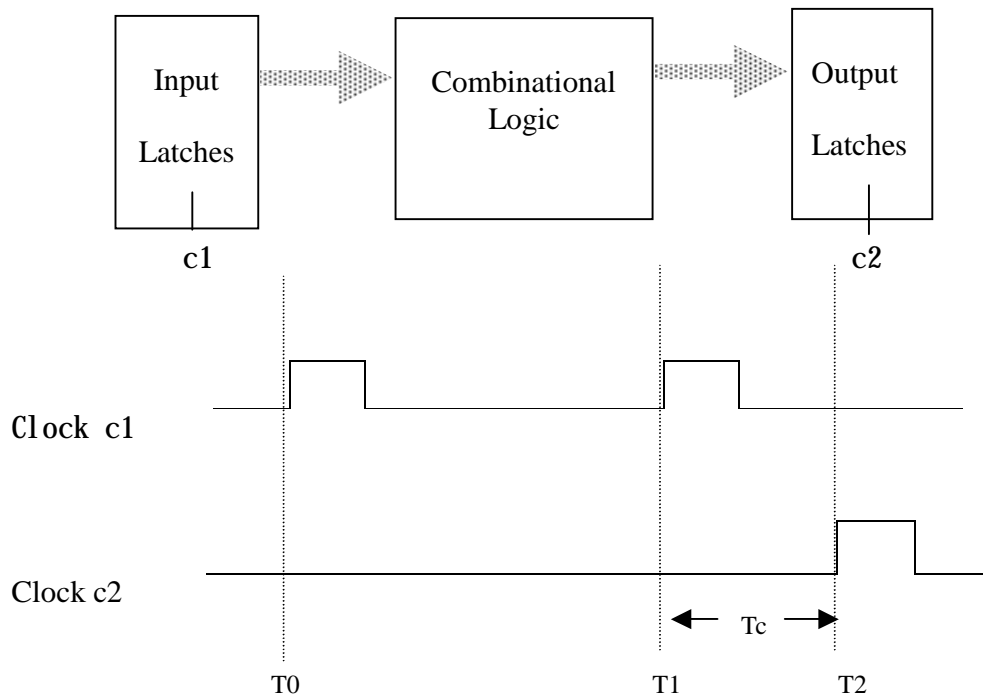 Input
Latches
Combinational
Logic
Output
Latches
c1
c2
Clock c1
Clock c2
Tc
T0
T1
T2